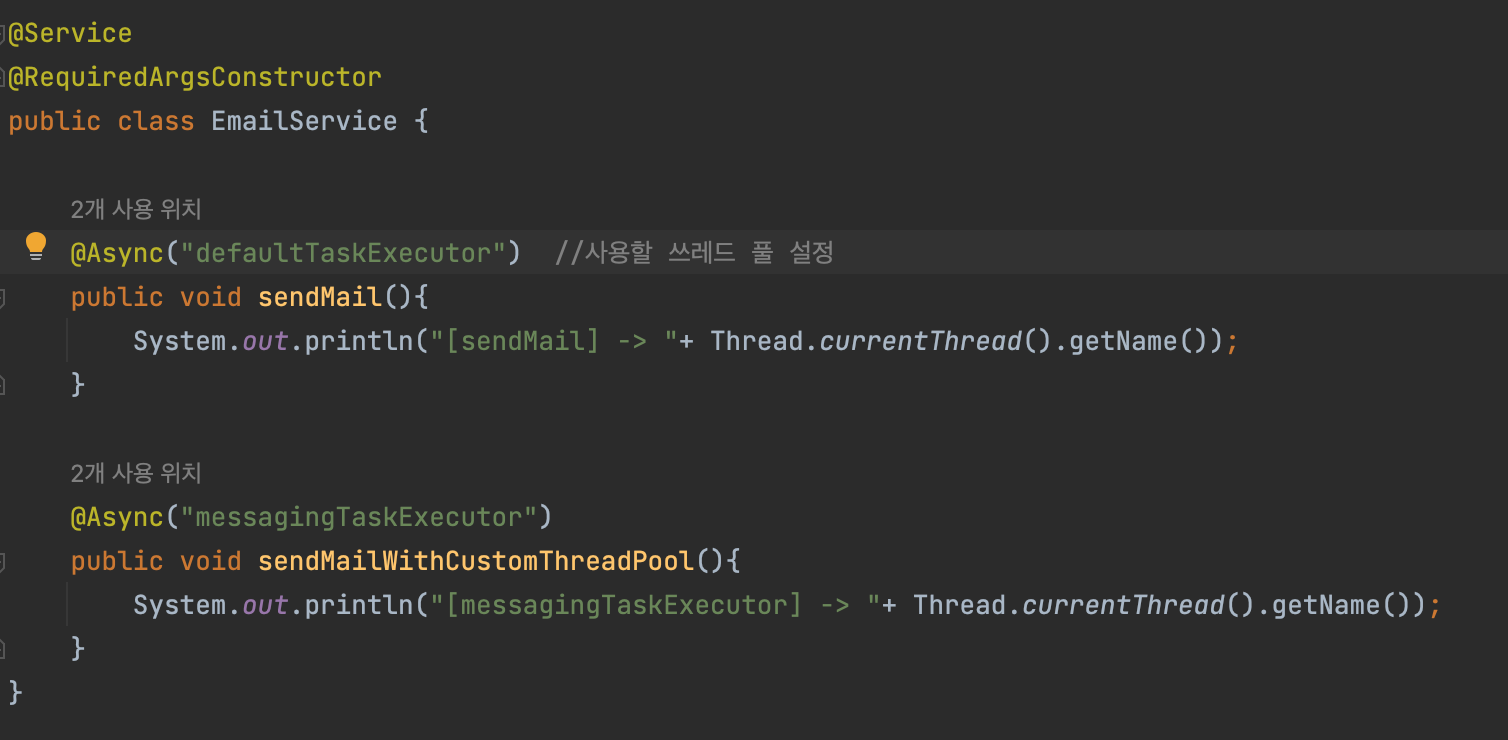 @Service
@RequiredArgsConstructor
public class EmailService {
2개 사용 위치
@Async("defaultTaskExecutor")  //사용할 쓰레드 풀 설정
public void sendMail(){
System.out.println("[sendMail] -> "+ Thread.currentThread().getName());
}
2개 사용 위치
@Async("messagingTaskExecutor")
public void sendMailWithCustomThreadPool(){
System.out.println("[messagingTaskExecutor] -> "+ Thread.currentThread().getName());
}
}